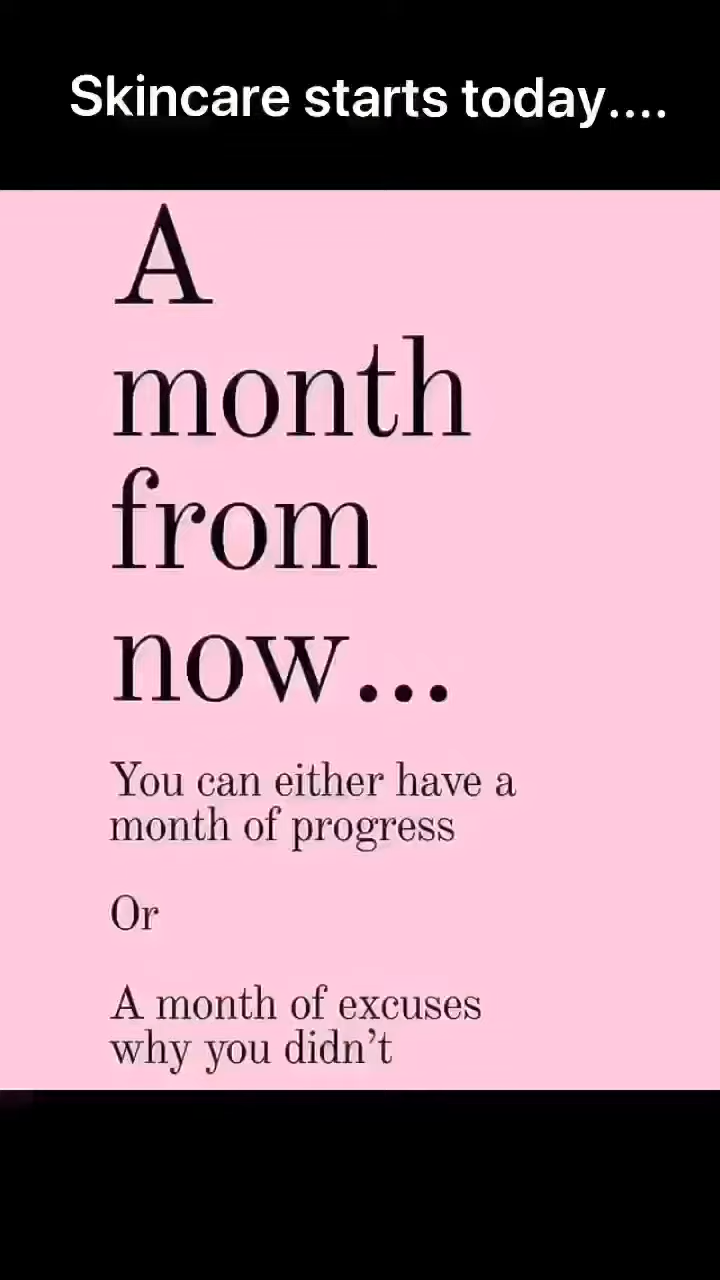 Skincare starts today....
A
month
from
now...
You can either have a
month of progress
Or
A month of excuses
why you didn’t